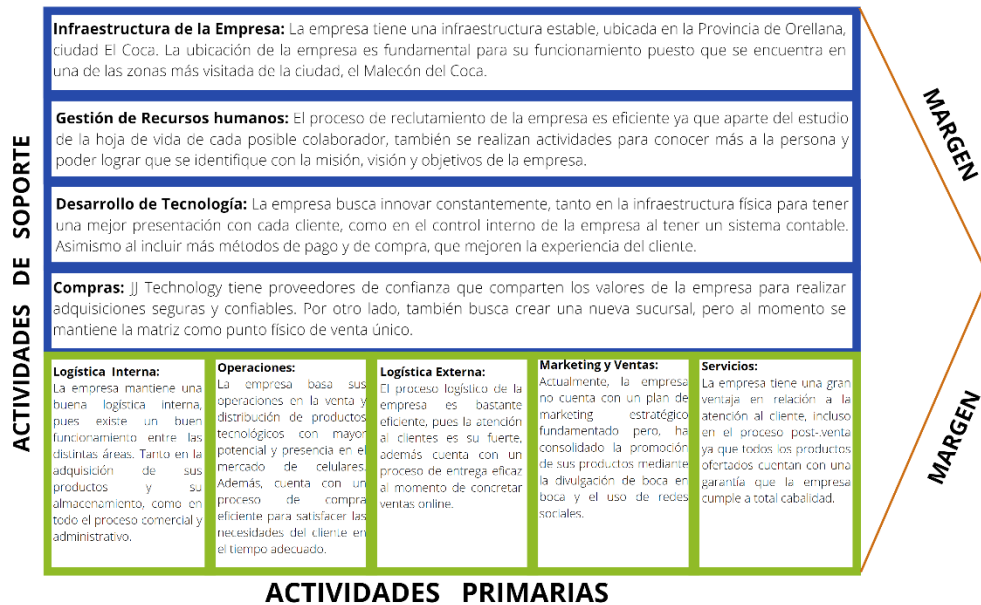 Infraestructura de la Empresa: La empresa tiene una infraestructura estable, ubicada en la Provincia de Orellana,
ciudad El Coca. La ubicación de la empresa es fundamental para su funcionamiento puesto que se encuentra en
una de las zonas más visitada de la ciudad, el Malecón del Coca.
Gestión de Recursos humanos: El proceso de reclutamiento de la empresa es eficiente ya que aparte del estudio
de la hoja de vida de cada posible colaborador, también se realizan actividades para conocer más a la persona y
poder lograr que se identifique con la misión, visión y objetivos de la empresa.
Desarrollo de Tecnología: La empresa busca innovar constantemente, tanto en la infraestructura física para tener
una mejor presentación con cada cliente, como en el control interno de la empresa al tener un sistema contable.
Asimismo al incluir más métodos de pago y de compra, que mejoren la experiencia del cliente.
Compras: JJ Technology tiene proveedores de confianza que comparten los valores de la empresa para realizar
adquisiciones seguras y confiables. Por otro lado, también busca crear una nueva sucursal, pero al momento se
mantiene la matriz como punto físico de venta único.
ACTIVIDADES DE SOPORTE
MARGEN
MARGEN
Logística Interna:
La empresa mantiene una
buena logística interna,
pues existe un buen
funcionamiento entre las
distintas áreas. Tanto en la
adquisición de sus
productos y su
almacenamiento, como en
todo el proceso comercial y
administrativo.
Operaciones:
La empresa basa sus
operaciones en la venta y
distribución de productos
tecnológicos con mayor
potencial y presencia en el
mercado de celulares.
Además, cuenta con un
proceso de compra
eficiente para satisfacer las
necesidades del cliente en
el tiempo adecuado.
Logística Externa:
El proceso logístico de la
empresa es bastante
eficiente, pues la atención
al clientes es su fuerte,
además cuenta con un
proceso de entrega eficaz
al momento de concretar
ventas online.
Marketing y Ventas:
Actualmente, la empresa
no cuenta con un plan de
marketing estratégico
fundamentado pero, ha
consolidado la promoción
de sus productos mediante
la divulgación de boca en
boca y el uso de redes
sociales.
Servicios:
La empresa tiene una gran
ventaja en relación a la
atención al cliente, incluso
en el proceso post-.venta
ya que todos los productos
ofertados cuentan con una
garantía que la empresa
cumple a total cabalidad.
ACTIVIDADES PRIMARIAS